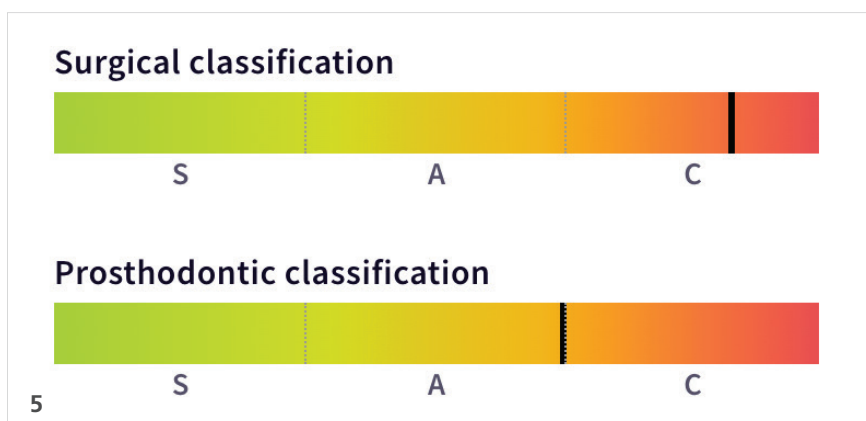 Surgical classification
S A C
Prosthodontic classification
S A C
5